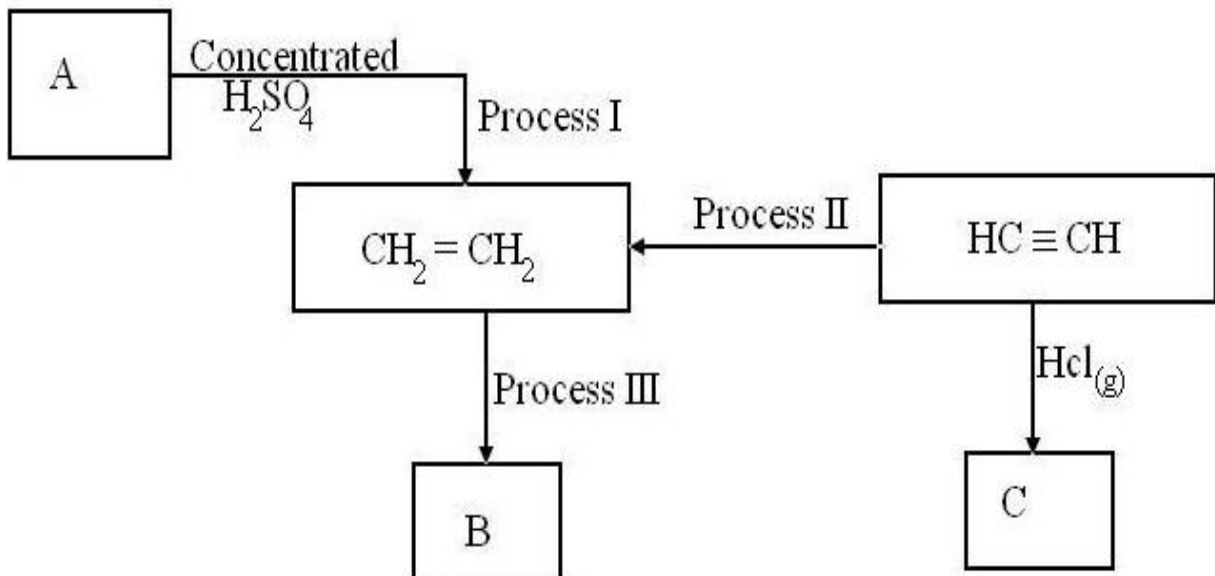 A
Concentrated
H₂SO₄
Process I
CH₂ = CH₂
Process II
HC ≡ CH
Process III
Hcl₍g₎
B
C